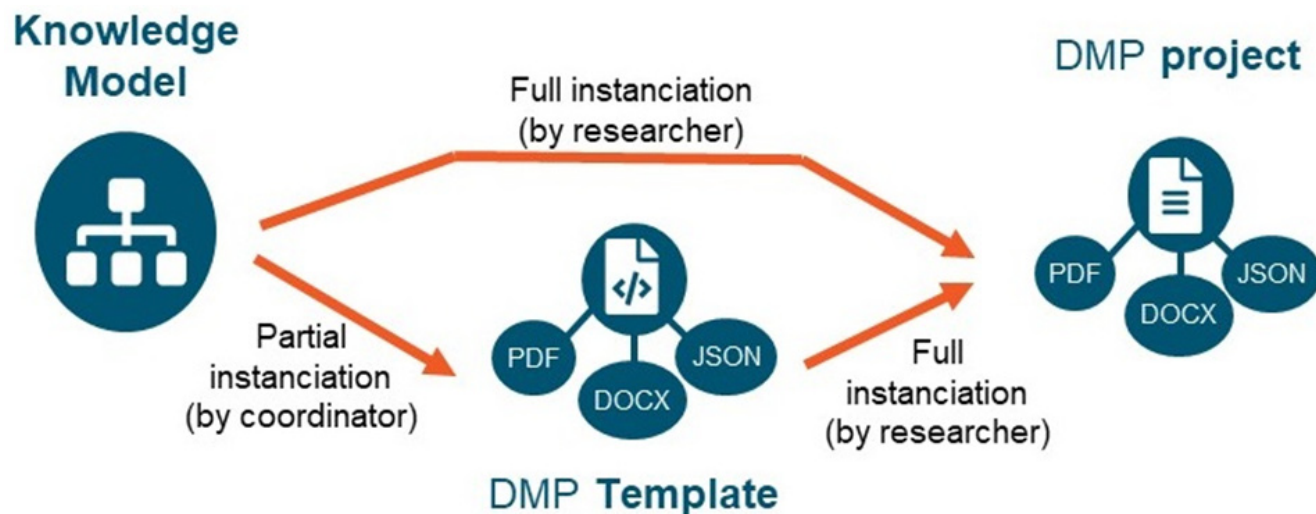 Knowledge
Model
DMP project
Full instanciation
(by researcher)
PDF
DOCX
JSON
Partial
instanciation
(by coordinator)
PDF
DOCX
JSON
Full
instanciation
(by researcher)
DMP Template